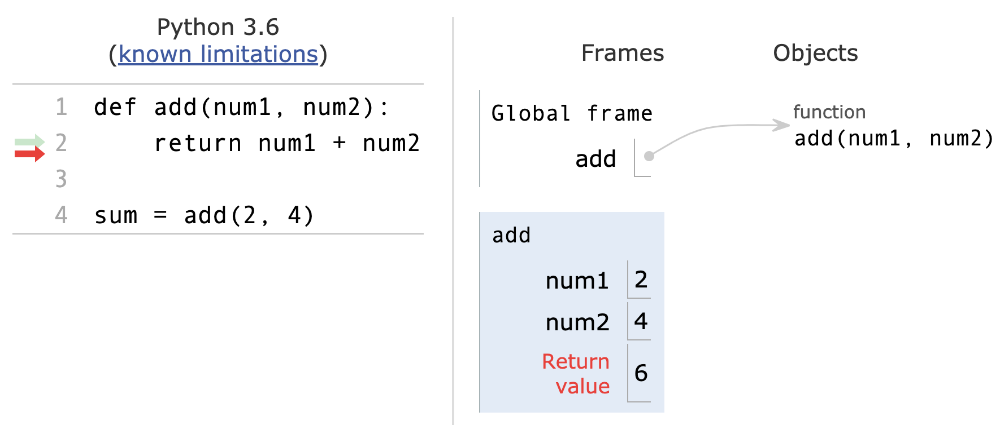 Python 3.6
(known limitations)
1 def add(num1, num2):
2     return num1 + num2
3
4 sum = add(2, 4)
Frames
Objects
Global frame
add
function
add(num1, num2)
add
num1 2
num2 4
Return
value 6